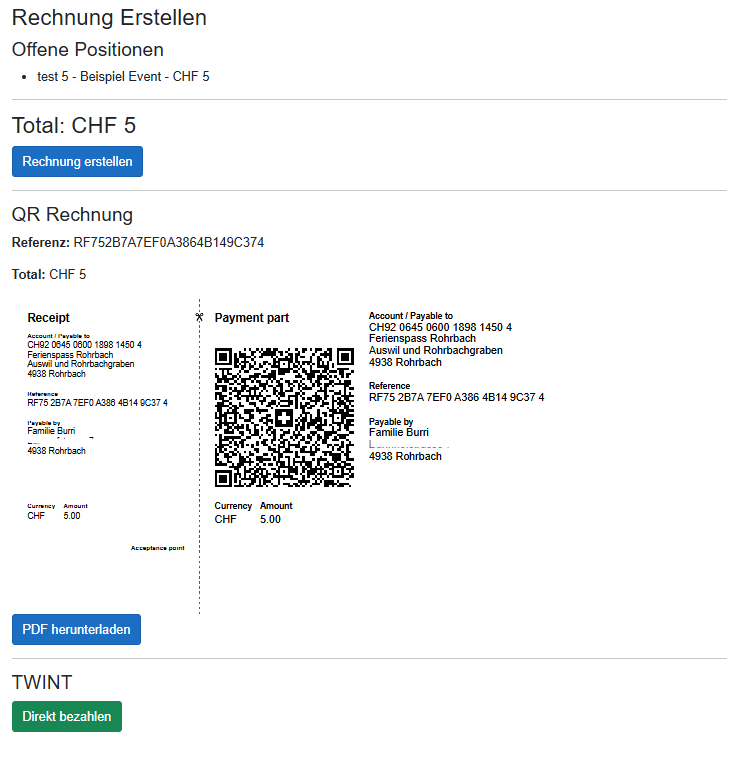 Rechnung Erstellen
Offene Positionen
• test 5 - Beispiel Event - CHF 5
Total: CHF 5
Rechnung erstellen
QR Rechnung
Referenz: RF752B7A7EF0A3864B149C374
Total: CHF 5
Receipt
Account / Payable to
CH92 0645 0600 1898 1450 4
Ferienspass Rohrbach
Auswil und Rohrbachgraben
4938 Rohrbach
Reference
RF75 2B7A 7EF0 A386 4B14 9C37 4
Payable by
Familie Burri
4938 Rohrbach
Currency Amount
CHF 5.00
Acceptance point
Payment part
Currency Amount
CHF 5.00
Account / Payable to
CH92 0645 0600 1898 1450 4
Ferienspass Rohrbach
Auswil und Rohrbachgraben
4938 Rohrbach
Reference
RF75 2B7A 7EF0 A386 4B14 9C37 4
Payable by
Familie Burri
4938 Rohrbach
PDF herunterladen
TWINT
Direkt bezahlen